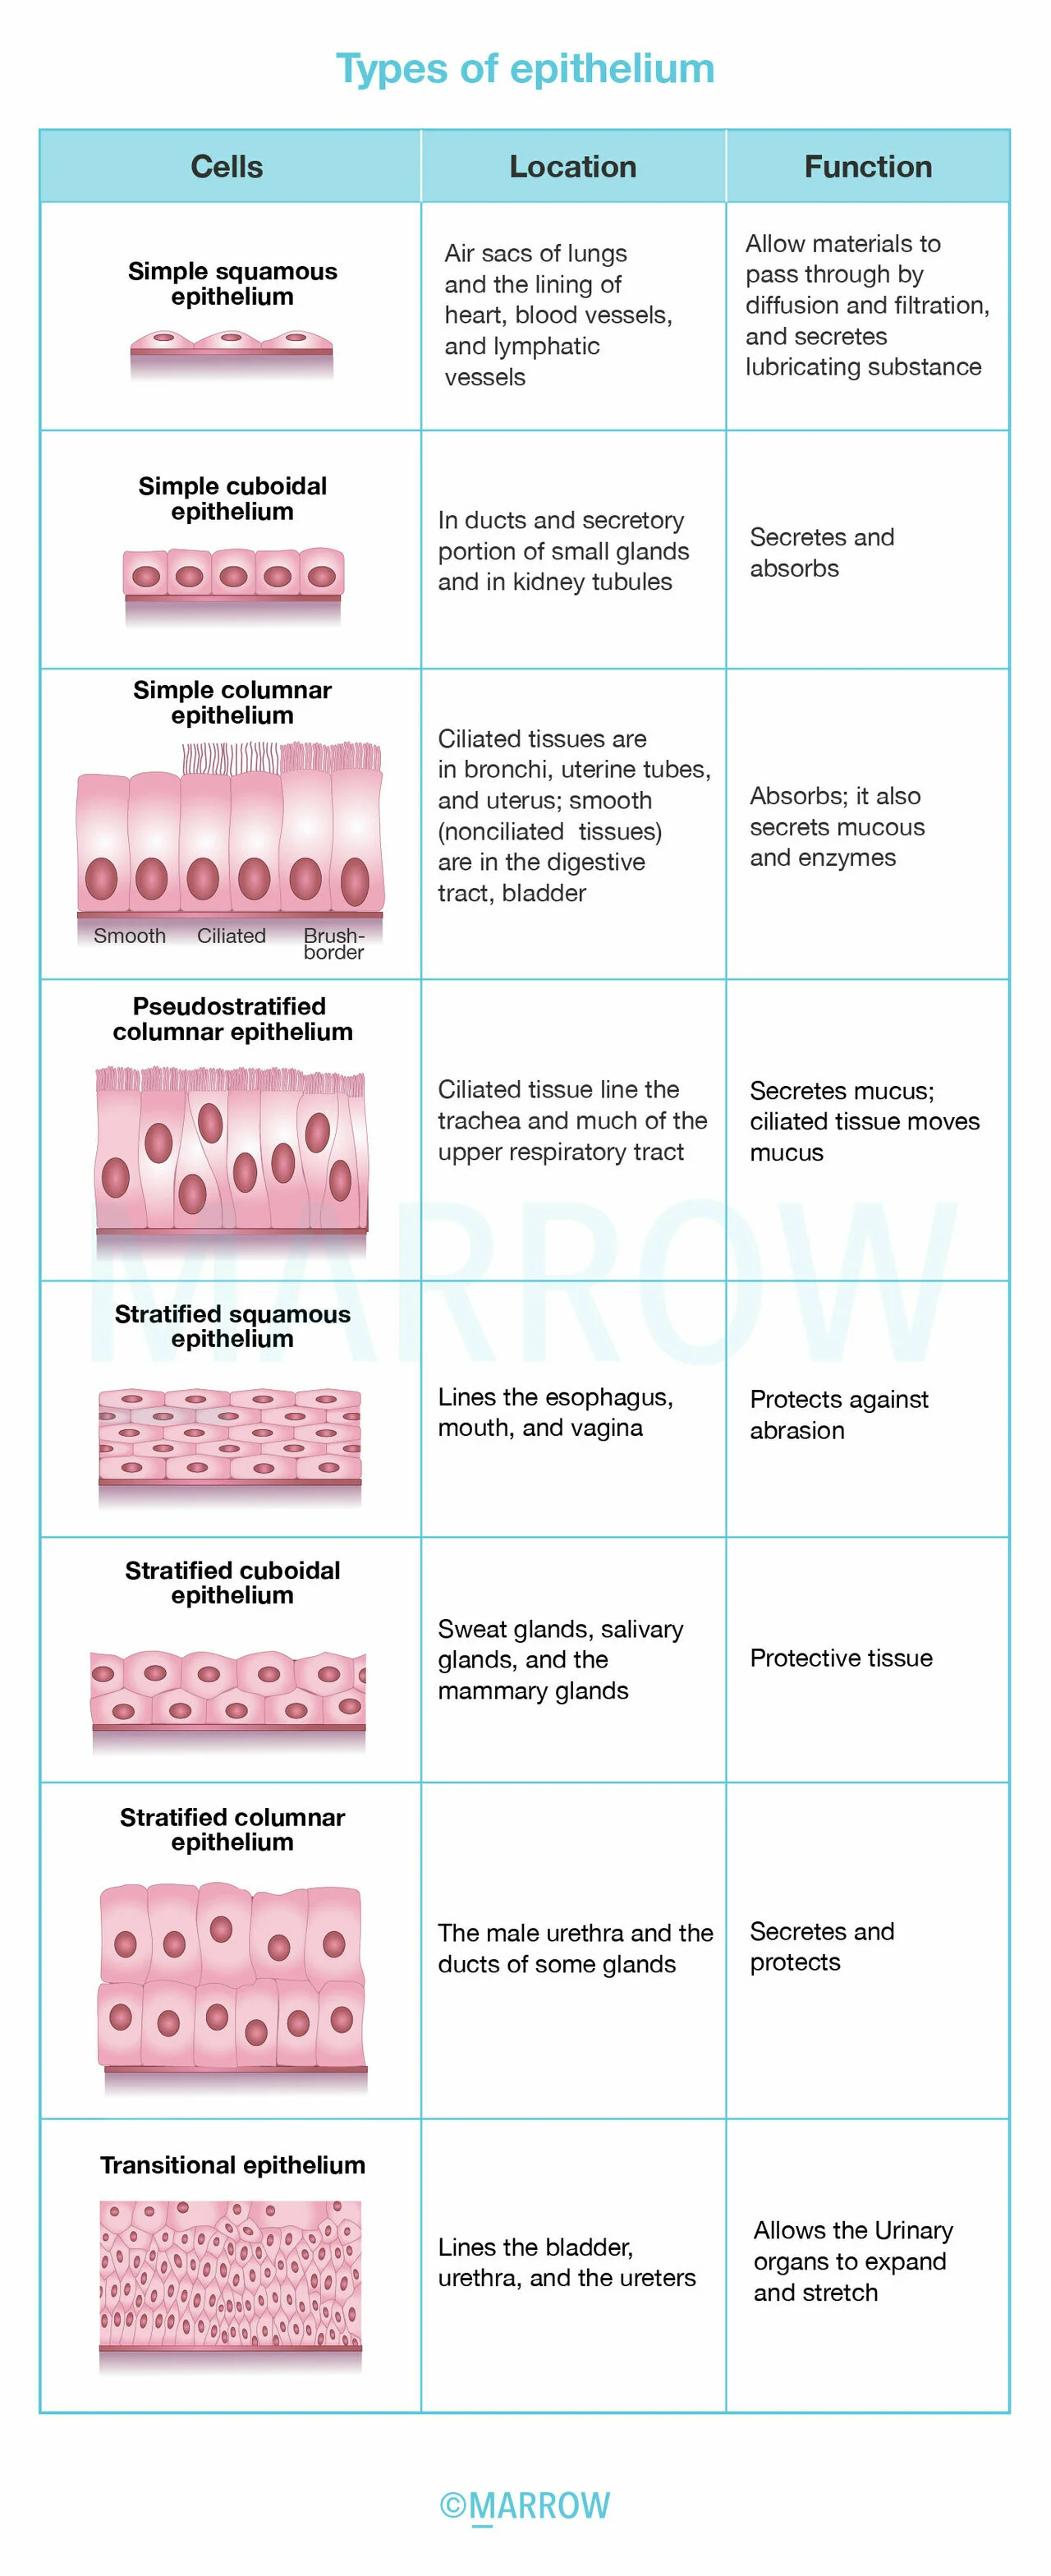 Types of epithelium
Cells
Location
Function
Simple squamous
epithelium
Air sacs of lungs
and the lining of
heart, blood vessels,
and lymphatic
vessels
Allow materials to
pass through by
diffusion and filtration,
and secretes
lubricating substance
Simple cuboidal
epithelium
In ducts and secretory
portion of small glands
and in kidney tubules
Secretes and
absorbs
Simple columnar
epithelium
Smooth
Ciliated
Brush-
border
Ciliated tissues are
in bronchi, uterine tubes,
and uterus; smooth
(nonciliated tissues)
are in the digestive
tract, bladder
Absorbs; it also
secrets mucous
and enzymes
Pseudostratified
columnar epithelium
Ciliated tissue line the
trachea and much of the
upper respiratory tract
Secretes mucus;
ciliated tissue moves
mucus
MARROW
Stratified squamous
epithelium
Lines the esophagus,
mouth, and vagina
Protects against
abrasion
Stratified cuboidal
epithelium
Sweat glands, salivary
glands, and the
mammary glands
Protective tissue
Stratified columnar
epithelium
The male urethra and the
ducts of some glands
Secretes and
protects
Transitional epithelium
Lines the bladder,
urethra, and the ureters
Allows the Urinary
organs to expand
and stretch
©MARROW